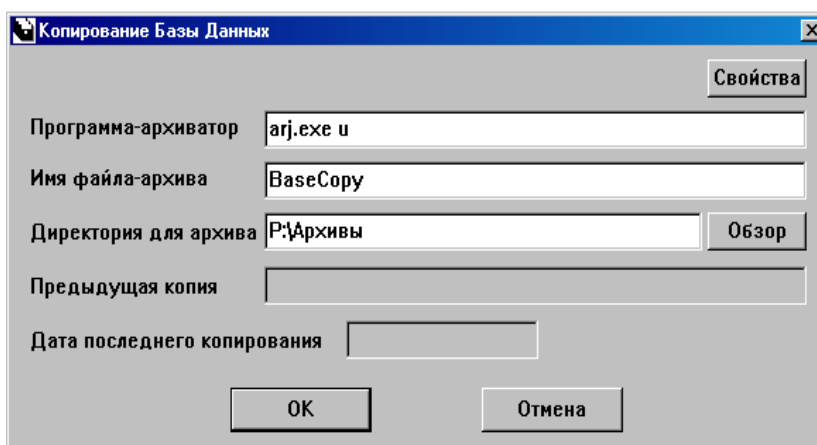 Копирование Базы Данных
Свойства
Программа-архиватор arj.exe u
Имя файла-архива BaseCopy
Директория для архива P:\Архивы Обзор
Предыдущая копия
Дата последнего копирования
OK Отмена